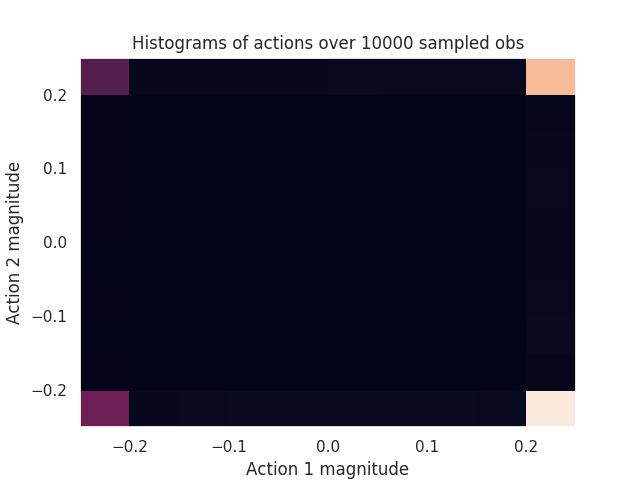 Histograms of actions over 10000 sampled obs
0.2
0.1
0.0
−0.1
−0.2
Action 2 magnitude
−0.2 −0.1 0.0 0.1 0.2
Action 1 magnitude